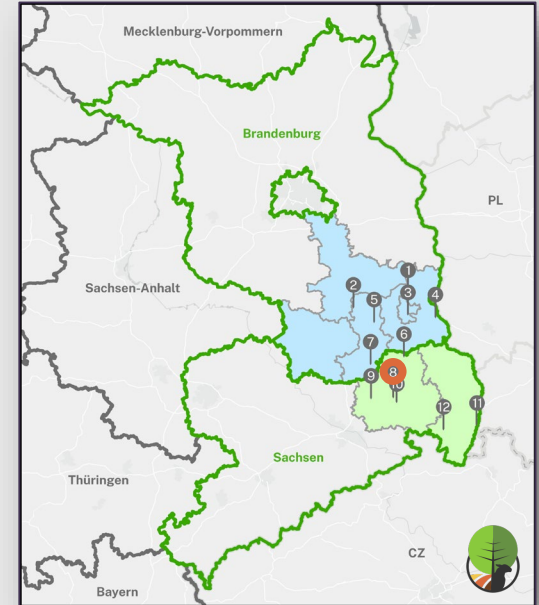 Mecklenburg-Vorpommern
Brandenburg
PL
Sachsen-Anhalt
1
2
3
4
5
6
7
8
9
10
11
12
Sachsen
Thüringen
CZ
Bayern